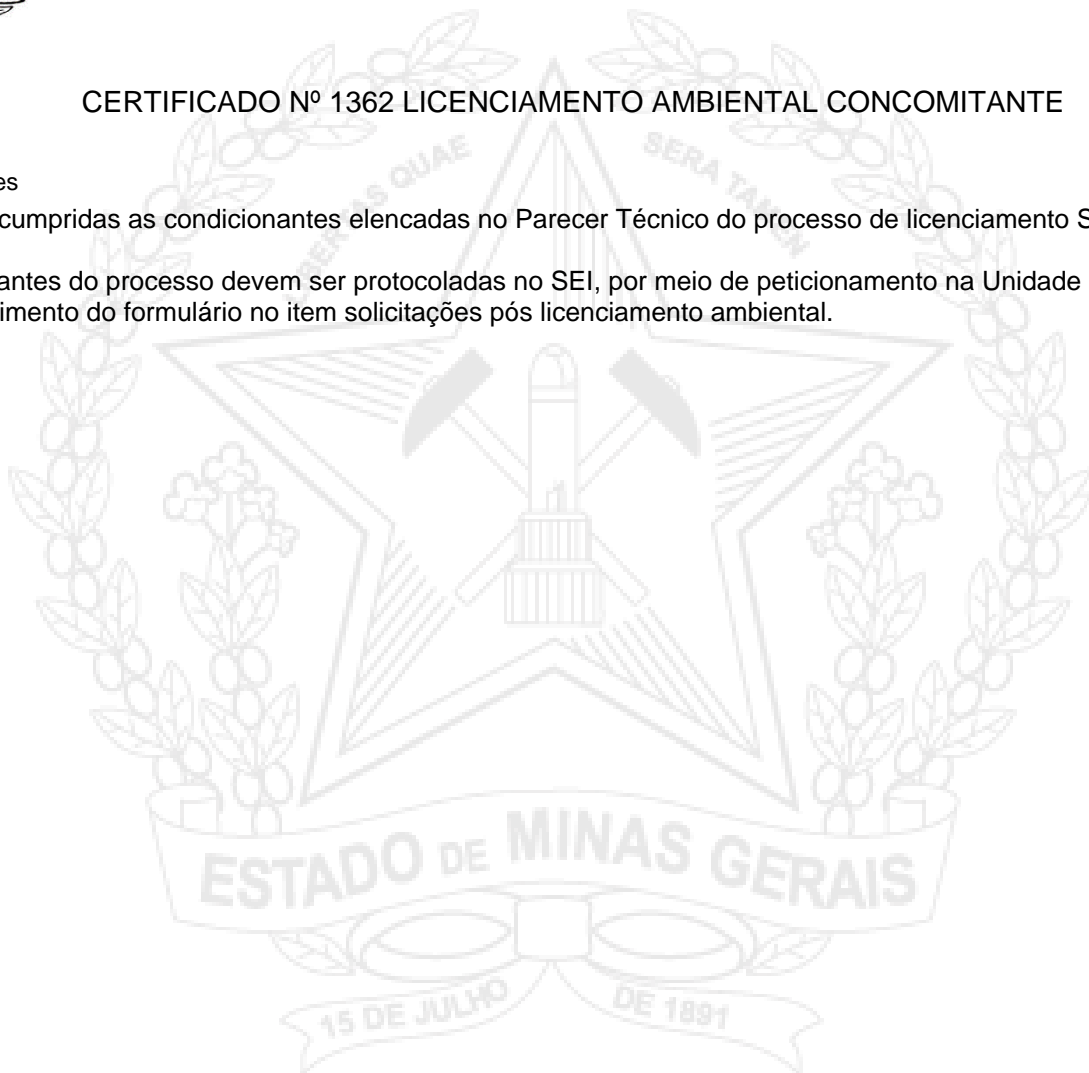 CERTIFICADO Nº 1362 LICENCIAMENTO AMBIENTAL CONCOMITANTE
es
cumpridas as condicionantes elencadas no Parecer Técnico do processo de licenciamento S
antes do processo devem ser protocoladas no SEI, por meio de peticionamento na Unidade
imento do formulário no item solicitações pós licenciamento ambiental.
QUAE SERA TAMEN
ESTADO DE MINAS GERAIS
15 DE JULHO DE 1891